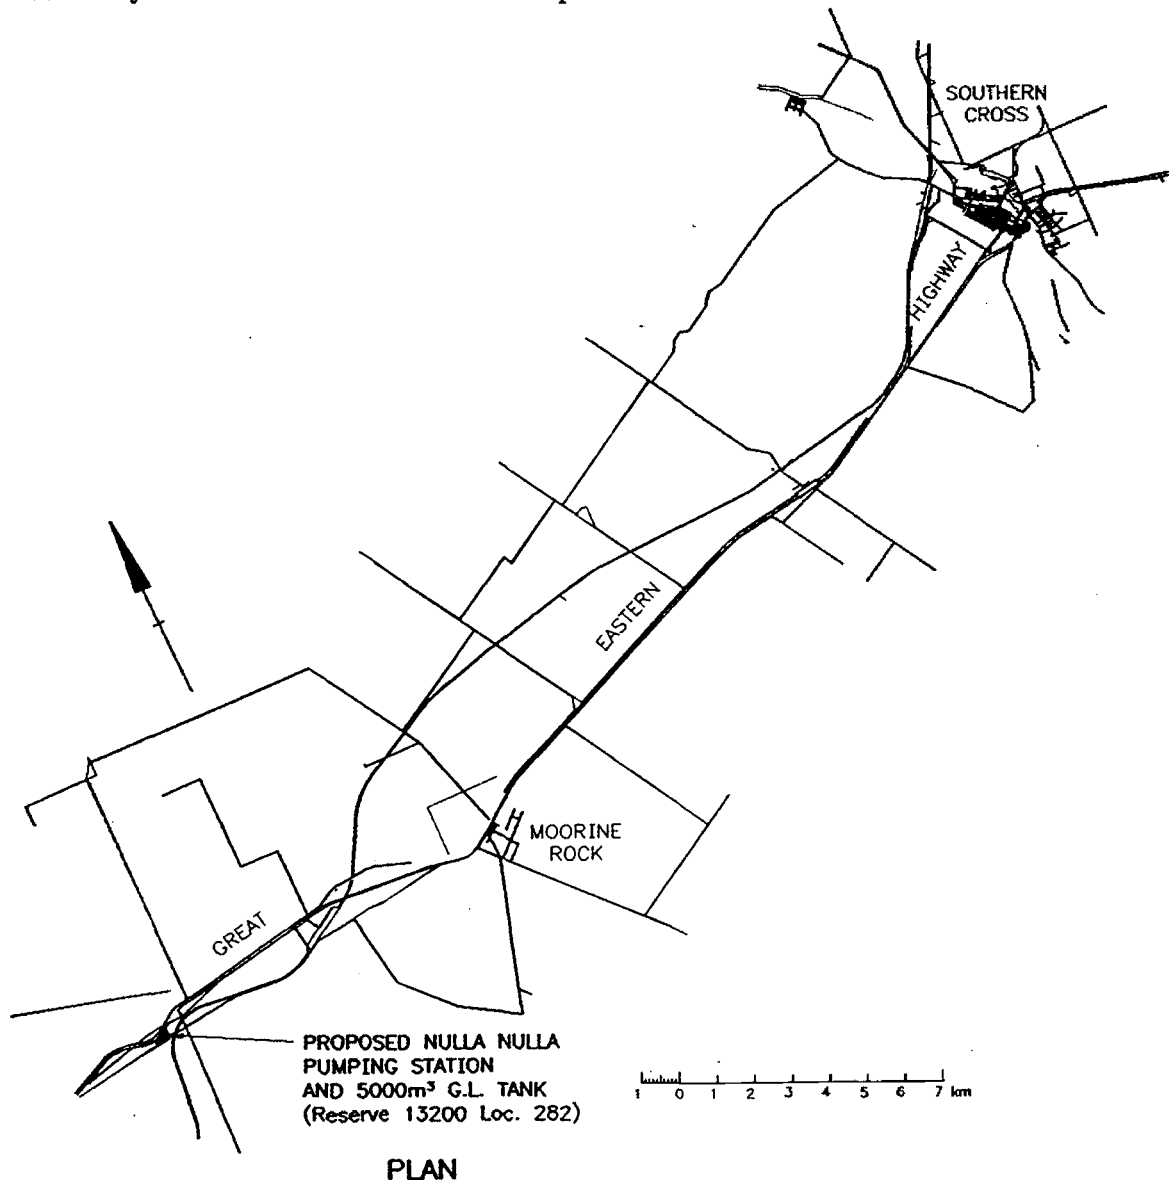 SOUTHERN
CROSS
HIGHWAY
EASTERN
MOORINE
ROCK
GREAT
PROPOSED NULLA NULLA
PUMPING STATION
AND 5000m³ G.L. TANK
(Reserve 13200 Loc. 282)
1 0 1 2 3 4 5 6 7 km
PLAN